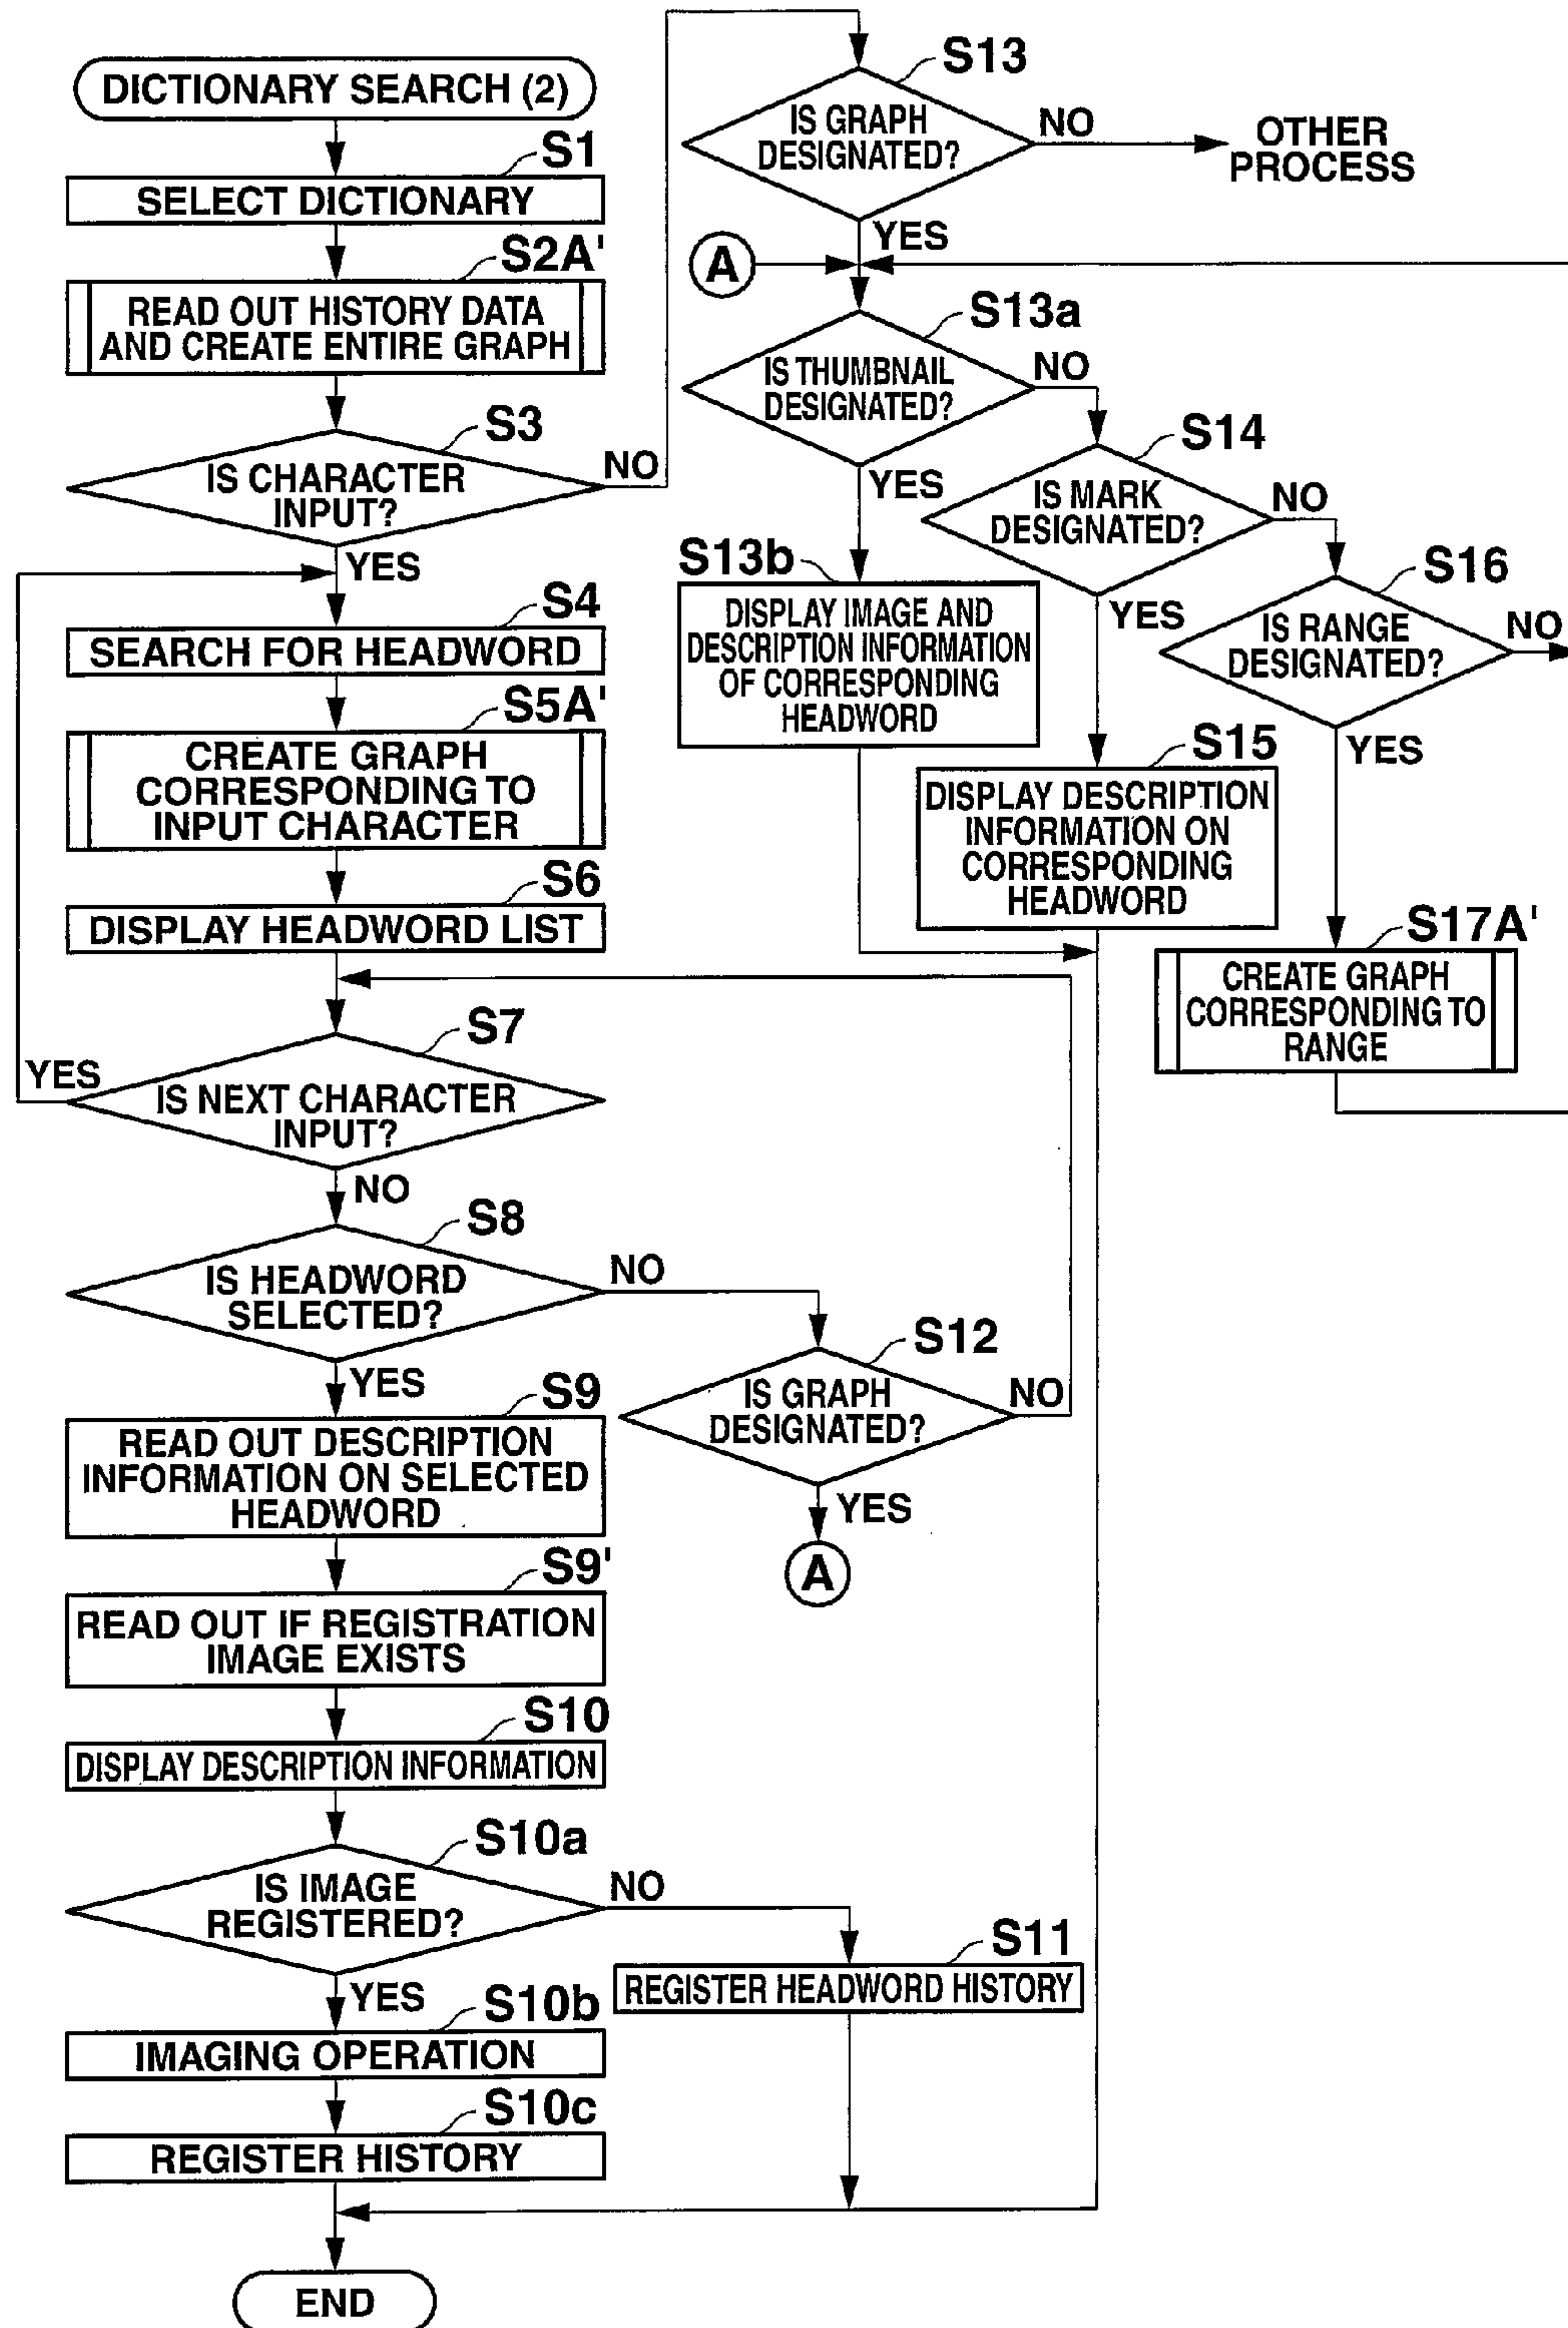 DICTIONARY SEARCH (2)
S1
SELECT DICTIONARY
S2A'
READ OUT HISTORY DATA
AND CREATE ENTIRE GRAPH
S3
IS CHARACTER
INPUT?
NO
YES
S4
SEARCH FOR HEADWORD
S5A'
CREATE GRAPH
CORRESPONDING TO
INPUT CHARACTER
S6
DISPLAY HEADWORD LIST
S7
YES
IS NEXT CHARACTER
INPUT?
NO
S8
IS HEADWORD
SELECTED?
NO
YES
S9
READ OUT DESCRIPTION
INFORMATION ON SELECTED
HEADWORD
S9'
READ OUT IF REGISTRATION
IMAGE EXISTS
S10
DISPLAY DESCRIPTION INFORMATION
S10a
IS IMAGE
REGISTERED?
NO
YES
S10b
IMAGING OPERATION
S10c
REGISTER HISTORY
END
S11
REGISTER HEADWORD HISTORY
S12
IS GRAPH
DESIGNATED?
NO
YES
A
S13
IS GRAPH
DESIGNATED?
NO
OTHER
PROCESS
YES
A
S13a
IS THUMBNAIL
DESIGNATED?
NO
YES
S13b
DISPLAY IMAGE AND
DESCRIPTION INFORMATION
OF CORRESPONDING
HEADWORD
S14
IS MARK
DESIGNATED?
NO
YES
S15
DISPLAY DESCRIPTION
INFORMATION ON
CORRESPONDING
HEADWORD
S16
IS RANGE
DESIGNATED?
NO
YES
S17A'
CREATE GRAPH
CORRESPONDING TO
RANGE